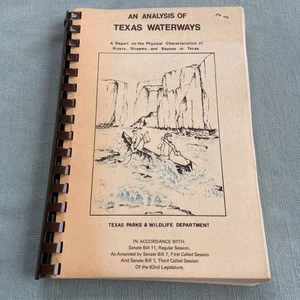 AN ANALYSIS OF
TEXAS WATERWAYS
A Report on the Physical Characteristics of
Rivers, Streams, and Bayous in Texas
TEXAS PARKS & WILDLIFE DEPARTMENT
IN ACCORDANCE WITH:
Senate Bill 11, Regular Session,
As Amended by Senate Bill 7, First Called Session
And Senate Bill 1, Third Called Session
Of the 62nd Legislature.